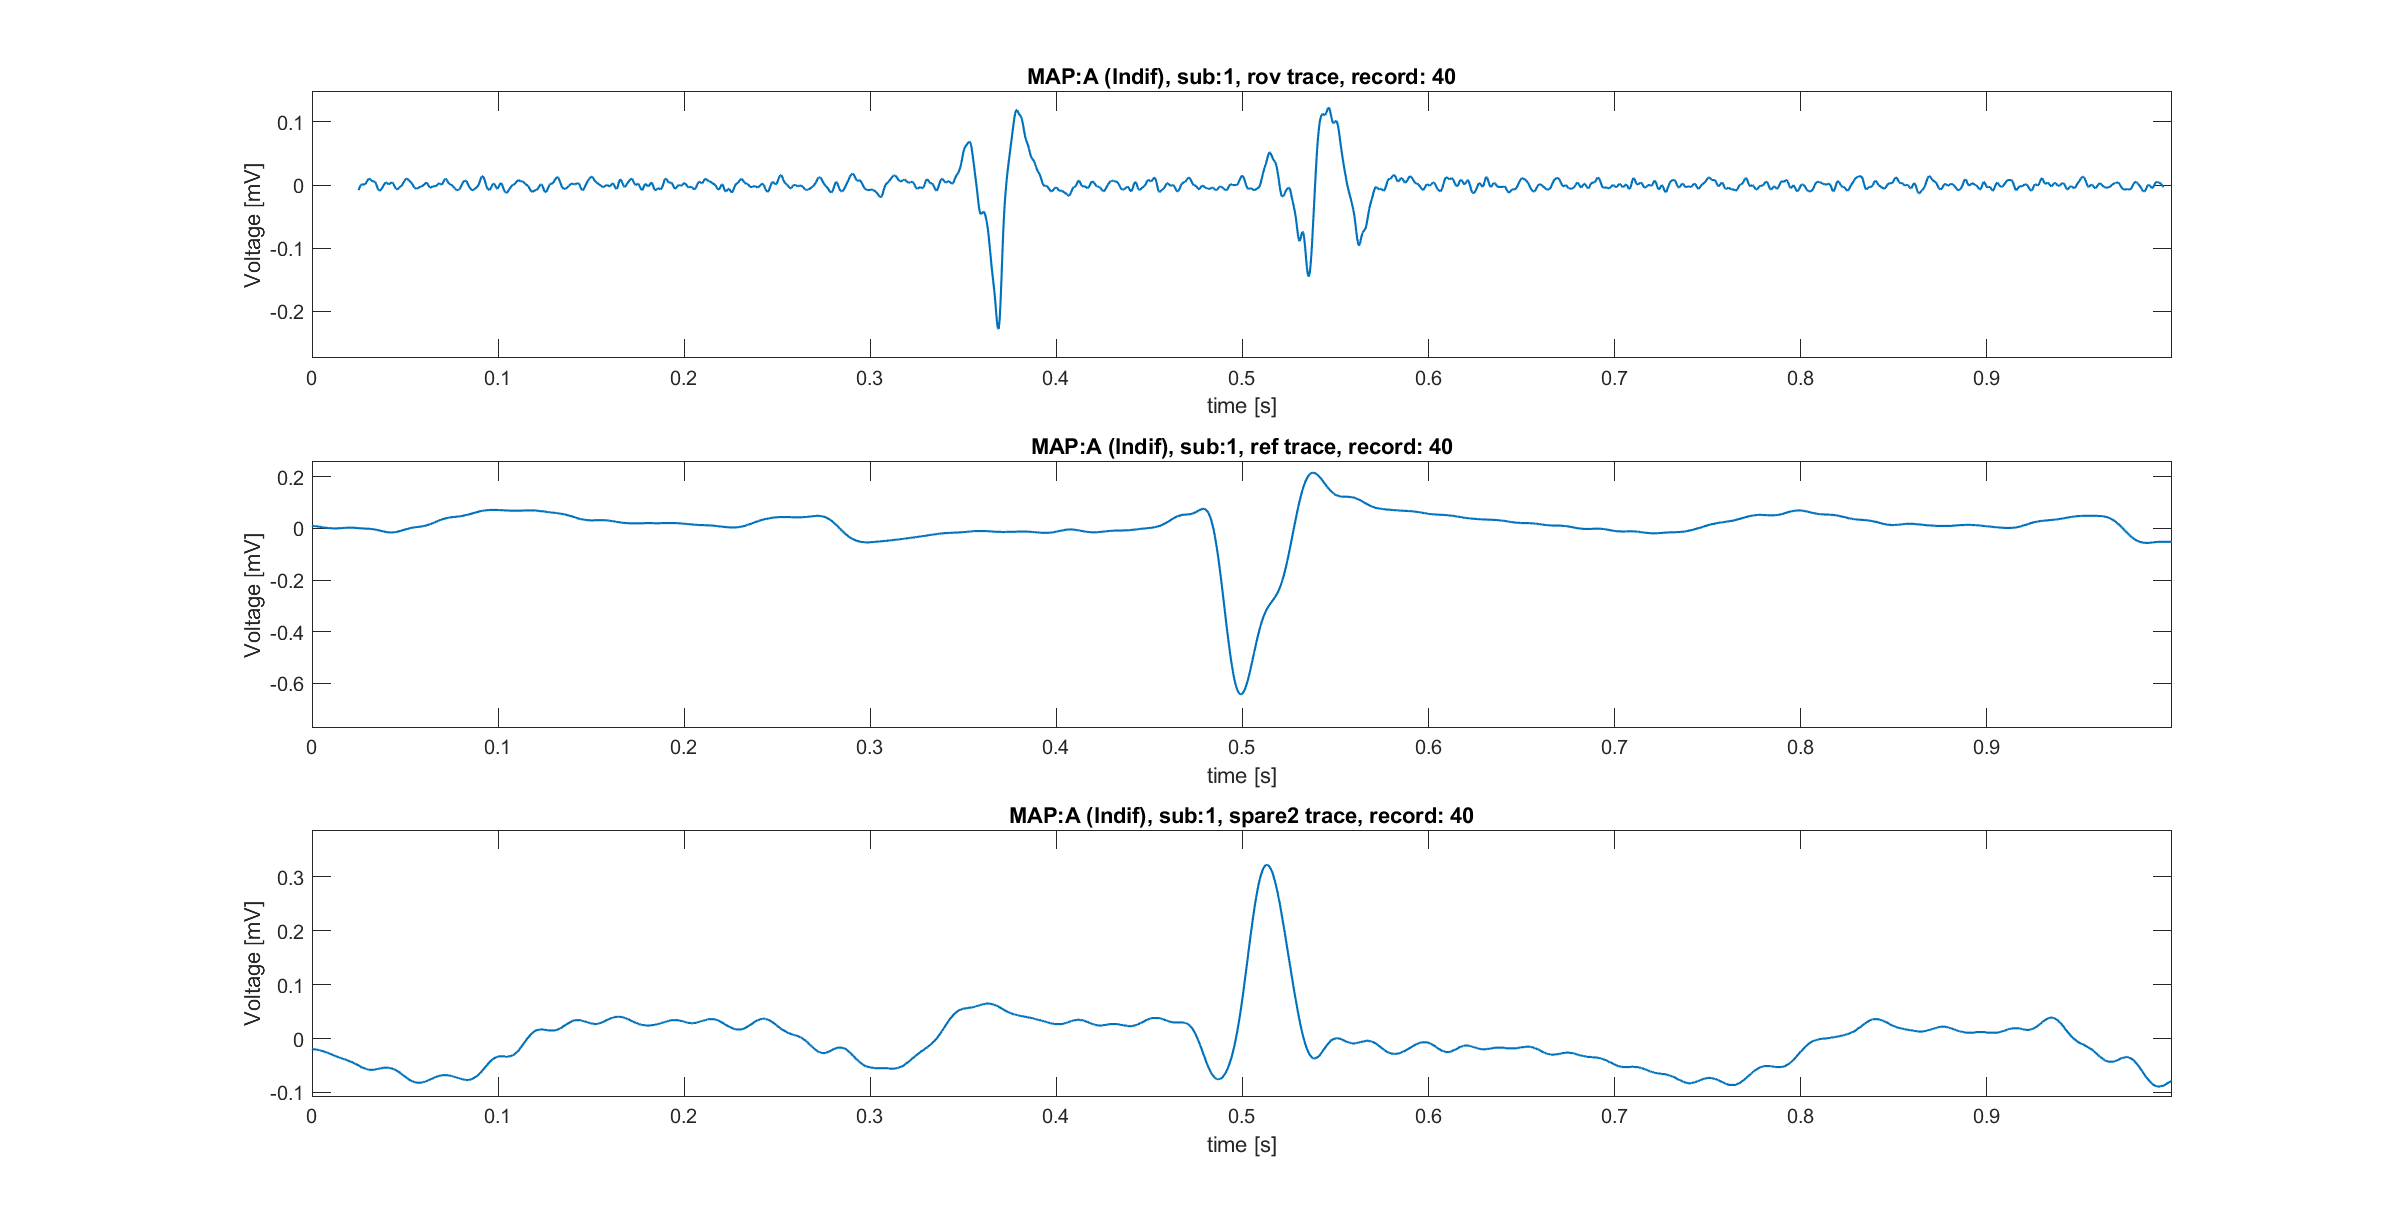 MAP:A (Indif), sub:1, rov trace, record: 40
Voltage [mV]
0.1
0
-0.1
-0.2
0 0.1 0.2 0.3 0.4 0.5 0.6 0.7 0.8 0.9
time [s]
MAP:A (Indif), sub:1, ref trace, record: 40
Voltage [mV]
0.2
0
-0.2
-0.4
-0.6
0 0.1 0.2 0.3 0.4 0.5 0.6 0.7 0.8 0.9
time [s]
MAP:A (Indif), sub:1, spare2 trace, record: 40
Voltage [mV]
0.3
0.2
0.1
0
-0.1
0 0.1 0.2 0.3 0.4 0.5 0.6 0.7 0.8 0.9
time [s]